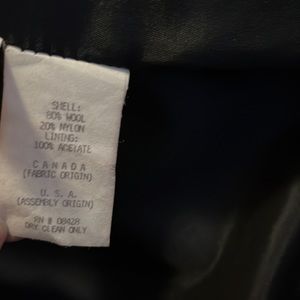 SHELL:
80% WOOL
20% NYLON
LINING:
100% ACETATE
CANADA
(FABRIC ORIGIN)
U. S. A.
(ASSEMBLY ORIGIN)
RN # 08428
DRY CLEAN ONLY